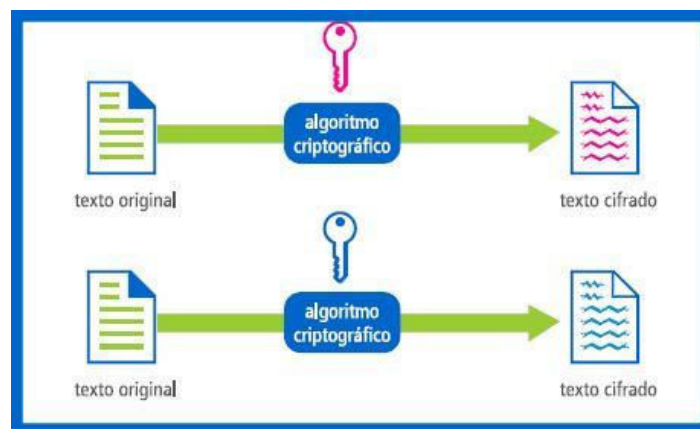 algoritmo
criptográfico
texto original
texto cifrado
algoritmo
criptográfico
texto original
texto cifrado